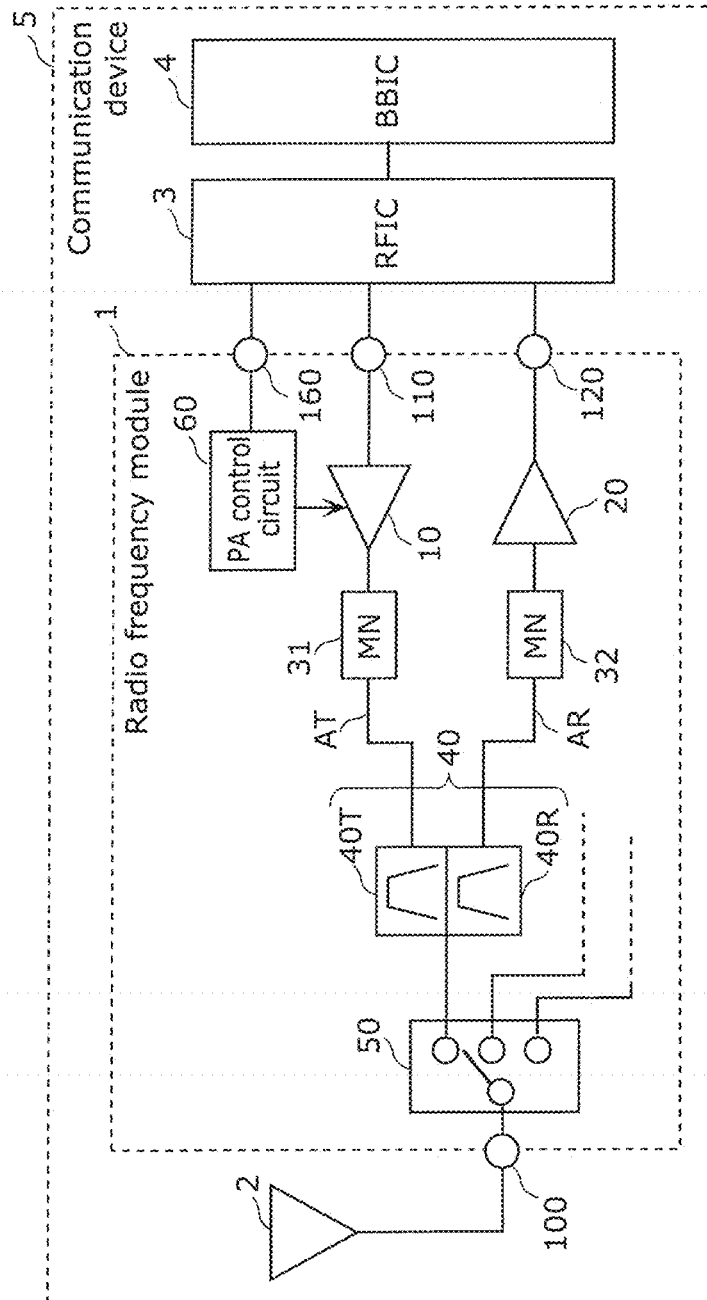 5
Communication
device
1
Radio frequency module
3
4
60
PA control
circuit
160
RFIC
BBIC
2
50
40T
40
AT
31
MN
10
110
100
40R
AR
MN
32
20
120